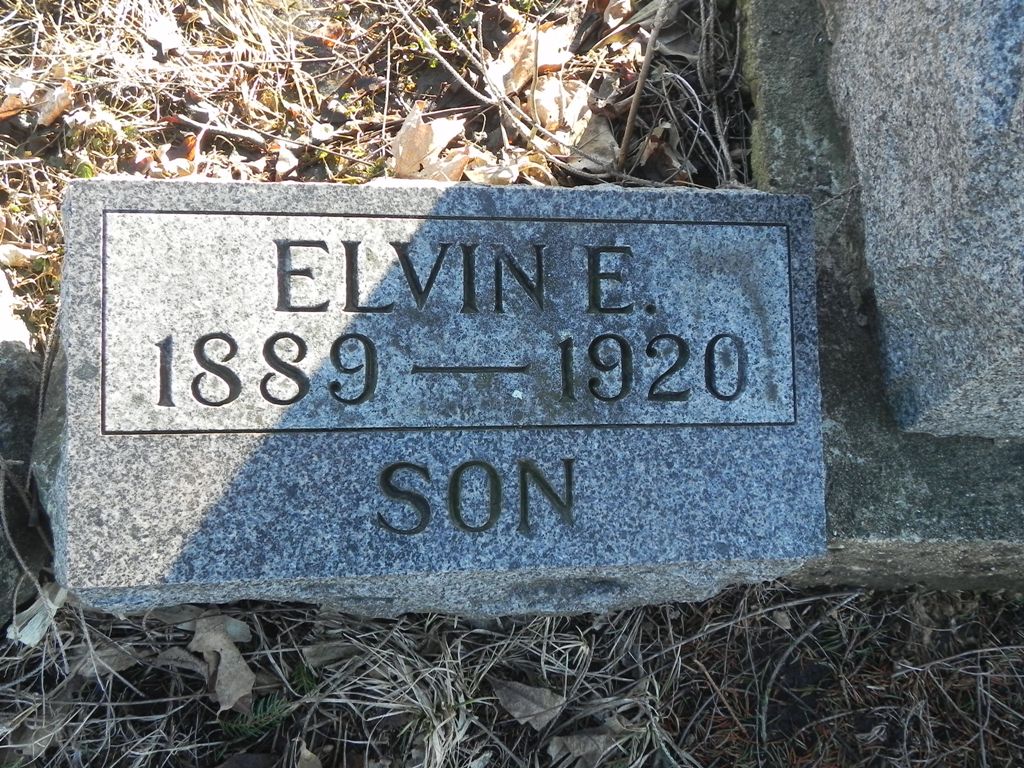 ELVIN E.
1889 — 1920
SON